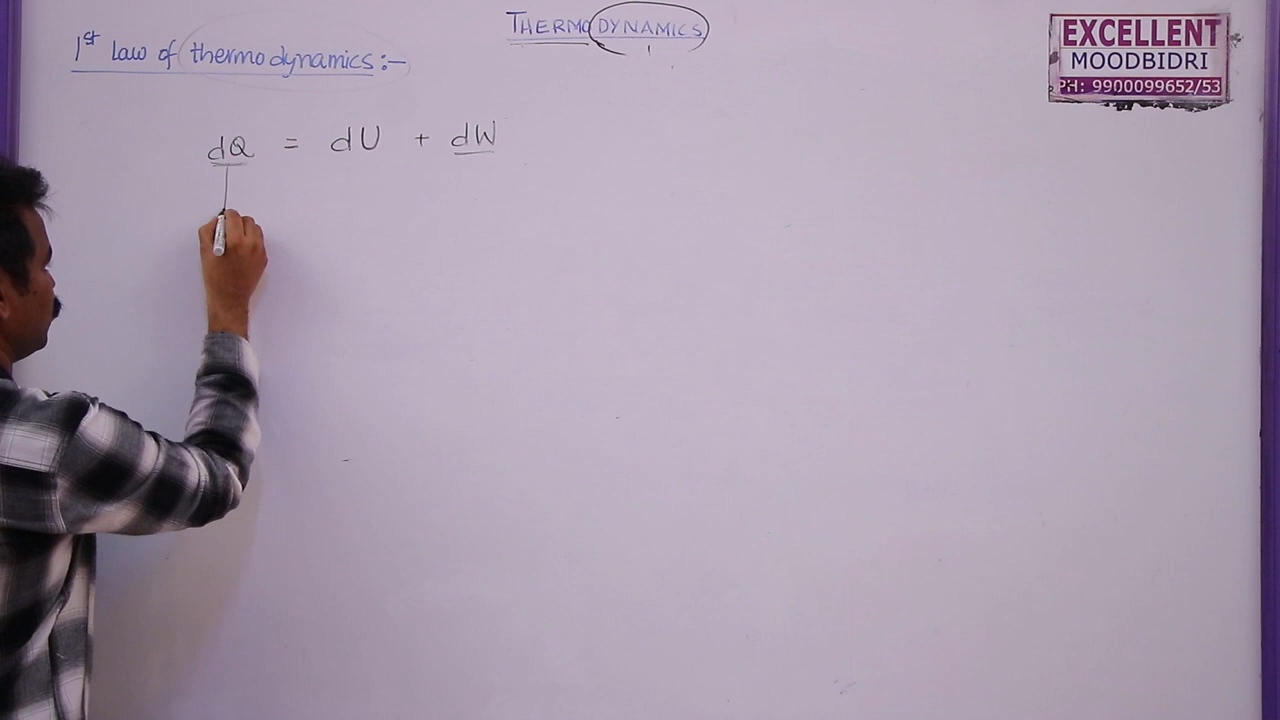 THERMODYNAMICS
1st Law of thermodynamics:-
EXCELLENT
MOODBIDRI
PH: 9900099652/53
dQ = dU + dW